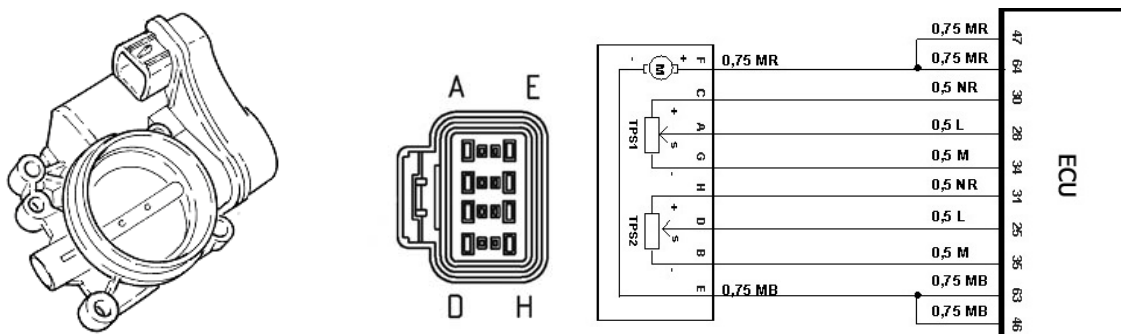 A E
D H
- + M
F
C
+
A
TPS1
S
G
-
H
+
D
TPS2
S
B
-
E
0,75 MR
0,75 MB
0,75 MR
0,75 MR
0,5 NR
0,5 L
0,5 M
0,5 NR
0,5 L
0,5 M
0,75 MB
0,75 MB
47
64
30
28
34
31
25
35
63
46
ECU